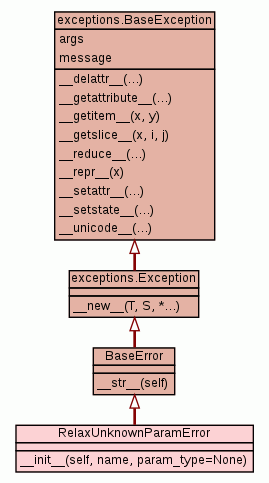 exceptions.BaseException
args
message
__delattr__(...)
__getattribute__(...)
__getitem__(x, y)
__getslice__(x, i, j)
__reduce__(...)
__repr__(x)
__setattr__(...)
__setstate__(...)
__unicode__(...)
exceptions.Exception
__new__(T, S, *...)
BaseError
__str__(self)
RelaxUnknownParamError
__init__(self, name, param_type=None)